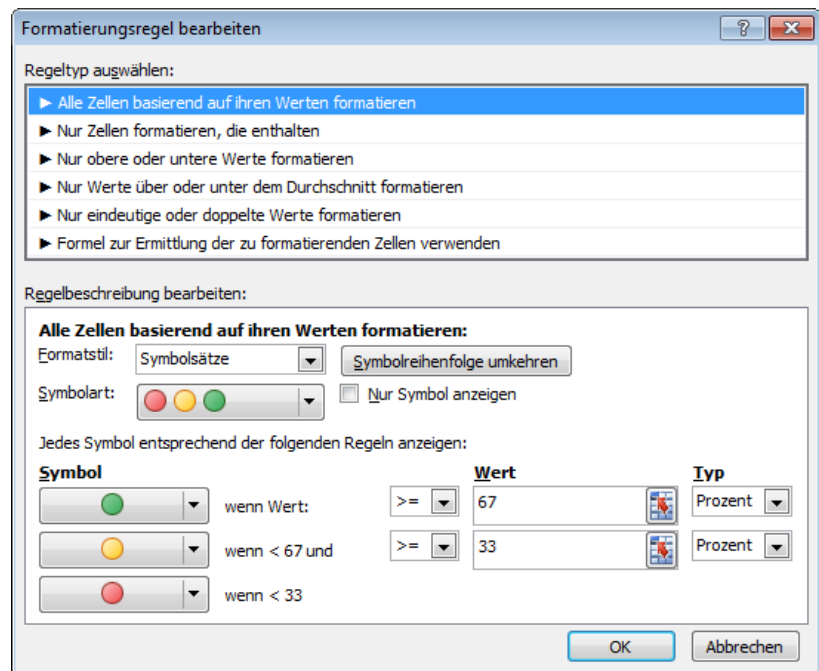 Formatierungsregel bearbeiten
Regeltyp auswählen:
► Alle Zellen basierend auf ihren Werten formatieren
► Nur Zellen formatieren, die enthalten
► Nur obere oder untere Werte formatieren
► Nur Werte über oder unter dem Durchschnitt formatieren
► Nur eindeutige oder doppelte Werte formatieren
► Formel zur Ermittlung der zu formatierenden Zellen verwenden
Regelbeschreibung bearbeiten:
Alle Zellen basierend auf ihren Werten formatieren:
Formatstil: Symbolsätze Symbolreihenfolge umkehren
Symbolart: Nur Symbol anzeigen
Jedes Symbol entsprechend der folgenden Regeln anzeigen:
Symbol Wert Typ
wenn Wert: >= 67 Prozent
wenn < 67 und >= 33 Prozent
wenn < 33
OK Abbrechen